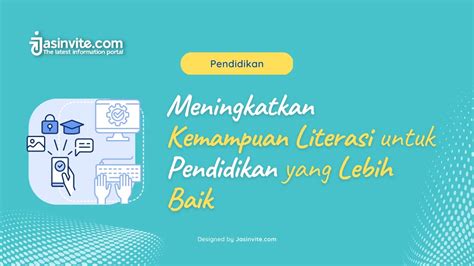 Jasinvite.com
The latest information portal
Pendidikan
Meningkatkan
Kemampuan Literasi untuk
Pendidikan yang Lebih
Baik
Designed by Jasinvite.com